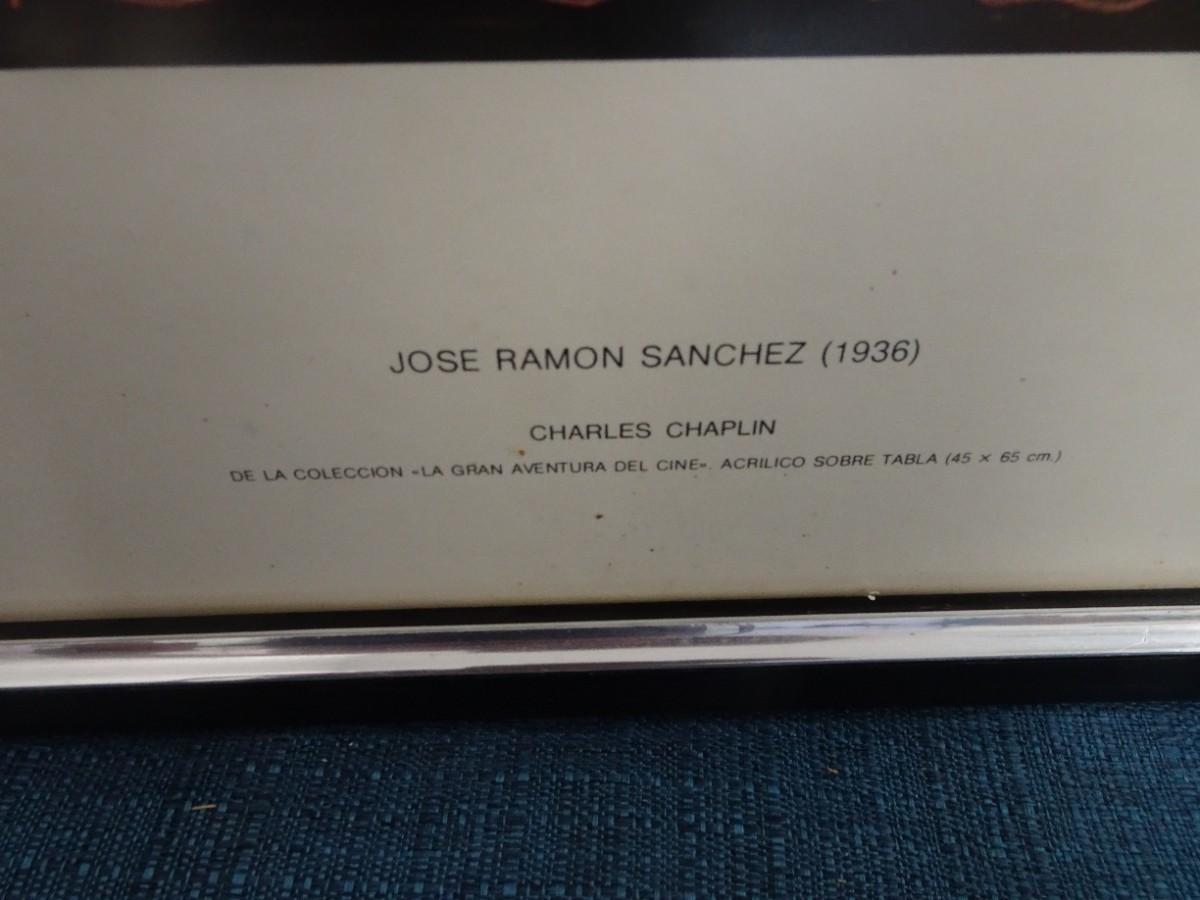 JOSE RAMON SANCHEZ (1936)
CHARLES CHAPLIN
DE LA COLECCION «LA GRAN AVENTURA DEL CINE». ACRILICO SOBRE TABLA (45 × 65 cm.)